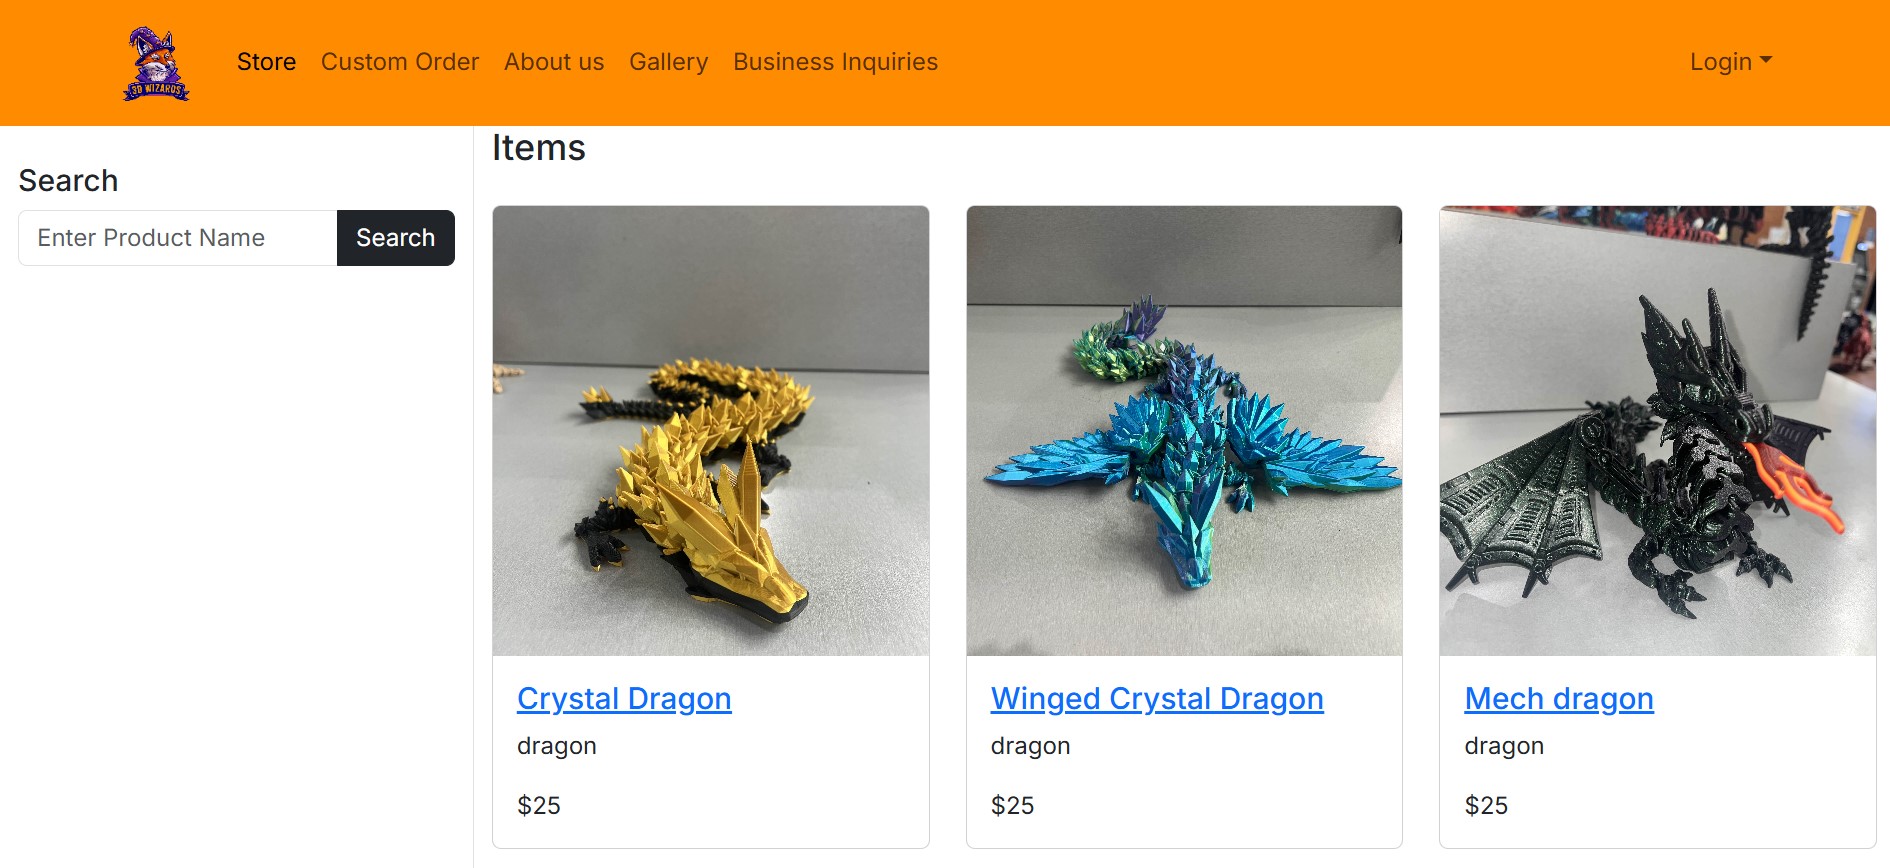 3D WIZARDS
Store Custom Order About us Gallery Business Inquiries Login
Search
Enter Product Name Search
Items
Crystal Dragon
dragon
$25
Winged Crystal Dragon
dragon
$25
Mech dragon
dragon
$25